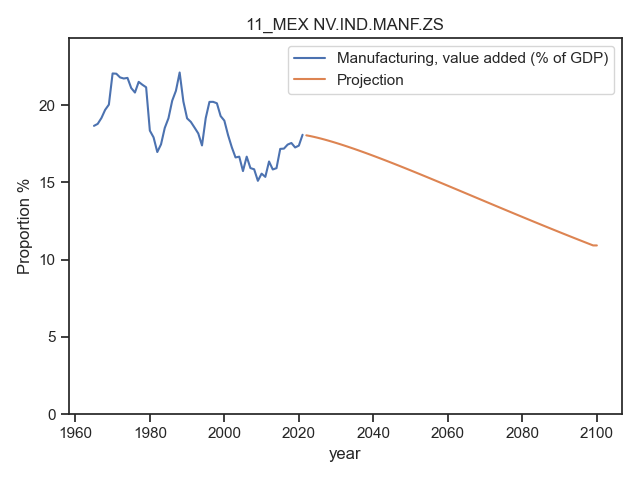 11_MEX NV.IND.MANF.ZS
Manufacturing, value added (% of GDP)
Projection
Proportion %
20
15
10
5
0
1960 1980 2000 2020 2040 2060 2080 2100
year